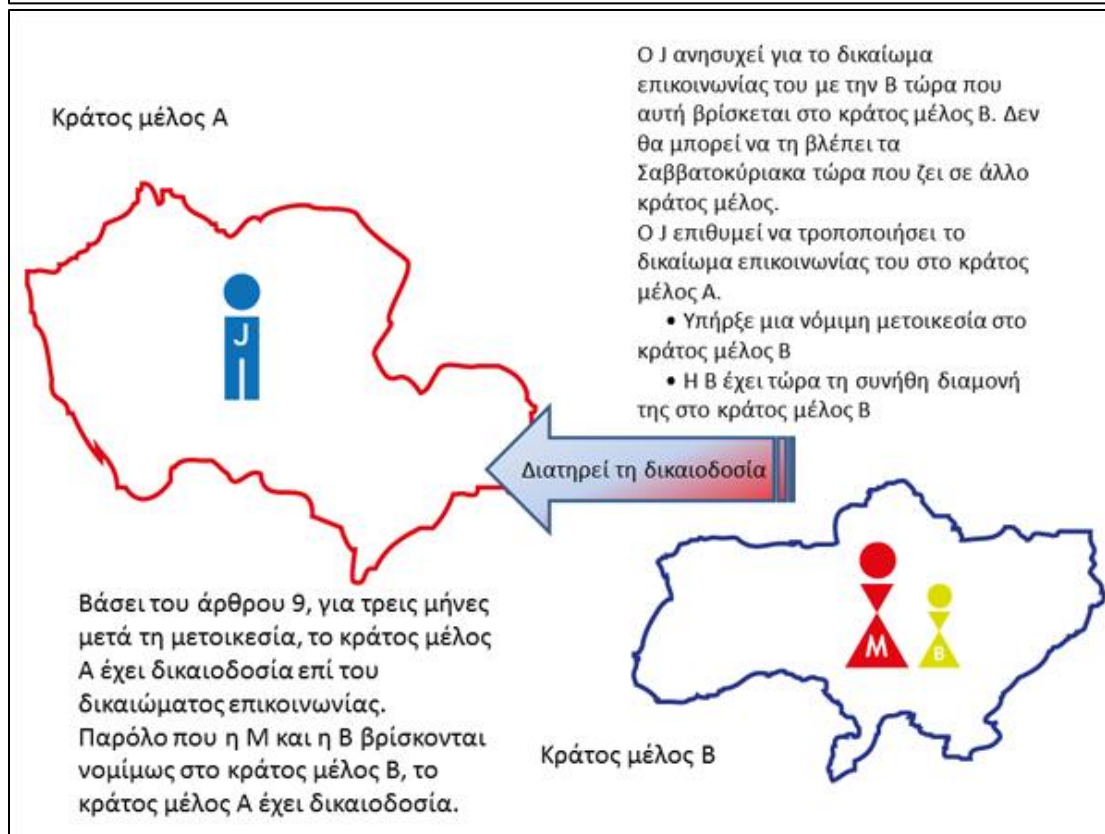 Κράτος μέλος Α
Ο J ανησυχεί για το δικαίωμα
επικοινωνίας του με την Β τώρα που
αυτή βρίσκεται στο κράτος μέλος Β. Δεν
θα μπορεί να τη βλέπει τα
Σαββατοκύριακα τώρα που ζει σε άλλο
κράτος μέλος.
Ο J επιθυμεί να τροποποιήσει το
δικαίωμα επικοινωνίας του στο κράτος
μέλος Α.
• Υπήρξε μια νόμιμη μετοικεσία στο
κράτος μέλος Β
• Η Β έχει τώρα τη συνήθη διαμονή
της στο κράτος μέλος Β
J
Διατηρεί τη δικαιοδοσία
M
B
Βάσει του άρθρου 9, για τρεις μήνες
μετά τη μετοικεσία, το κράτος μέλος
Α έχει δικαιοδοσία επί του
δικαιώματος επικοινωνίας.
Παρόλο που η Μ και η Β βρίσκονται
νομίμως στο κράτος μέλος Β, το
κράτος μέλος Α έχει δικαιοδοσία.
Κράτος μέλος Β